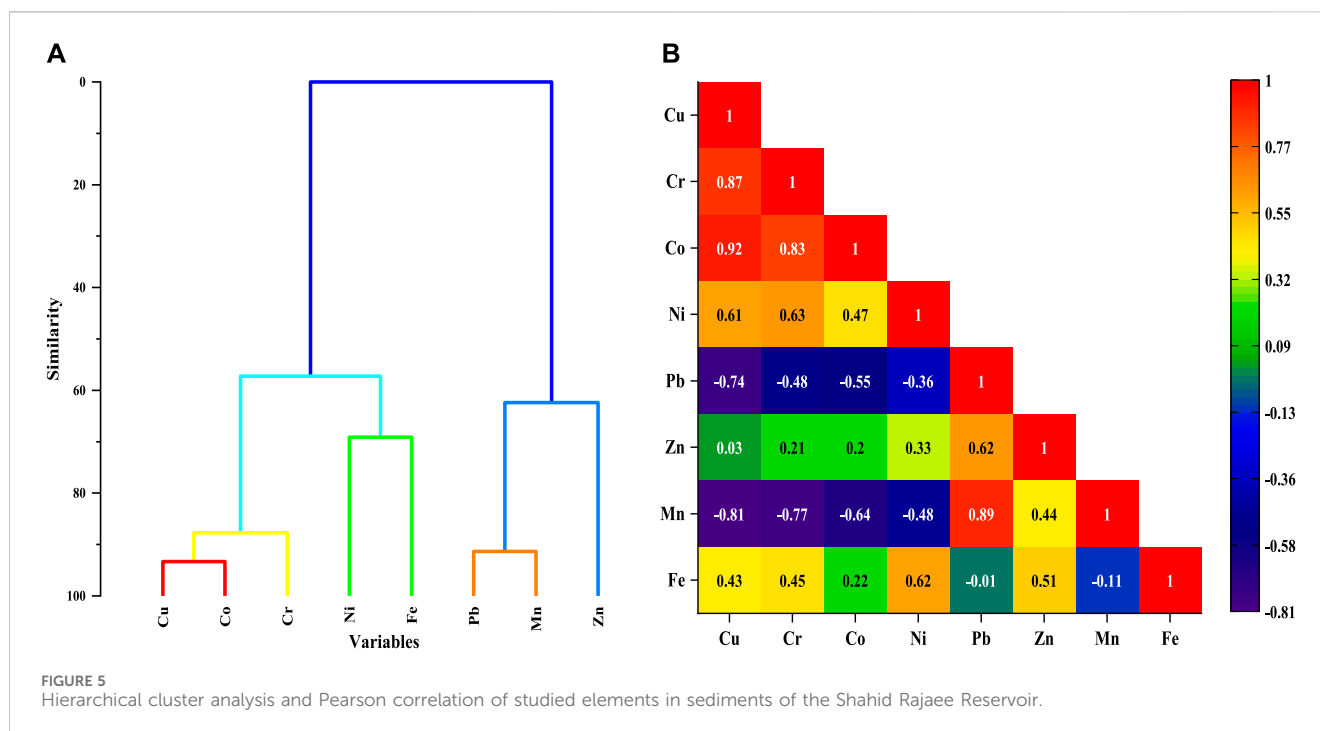 A
0
20
40
60
80
100
Similarity
Cu
Co
Cr
Ni
Fe
Pb
Mn
Zn
Variables
B
Cu 1
Cr 0.87 1
Co 0.92 0.83 1
Ni 0.61 0.63 0.47 1
Pb -0.74 -0.48 -0.55 -0.36 1
Zn 0.03 0.21 0.2 0.33 0.62 1
Mn -0.81 -0.77 -0.64 -0.48 0.89 0.44 1
Fe 0.43 0.45 0.22 0.62 -0.01 0.51 -0.11 1
Cu Cr Co Ni Pb Zn Mn Fe
1
0.77
0.55
0.32
0.09
-0.13
-0.36
-0.58
-0.81
FIGURE 5
Hierarchical cluster analysis and Pearson correlation of studied elements in sediments of the Shahid Rajaee Reservoir.